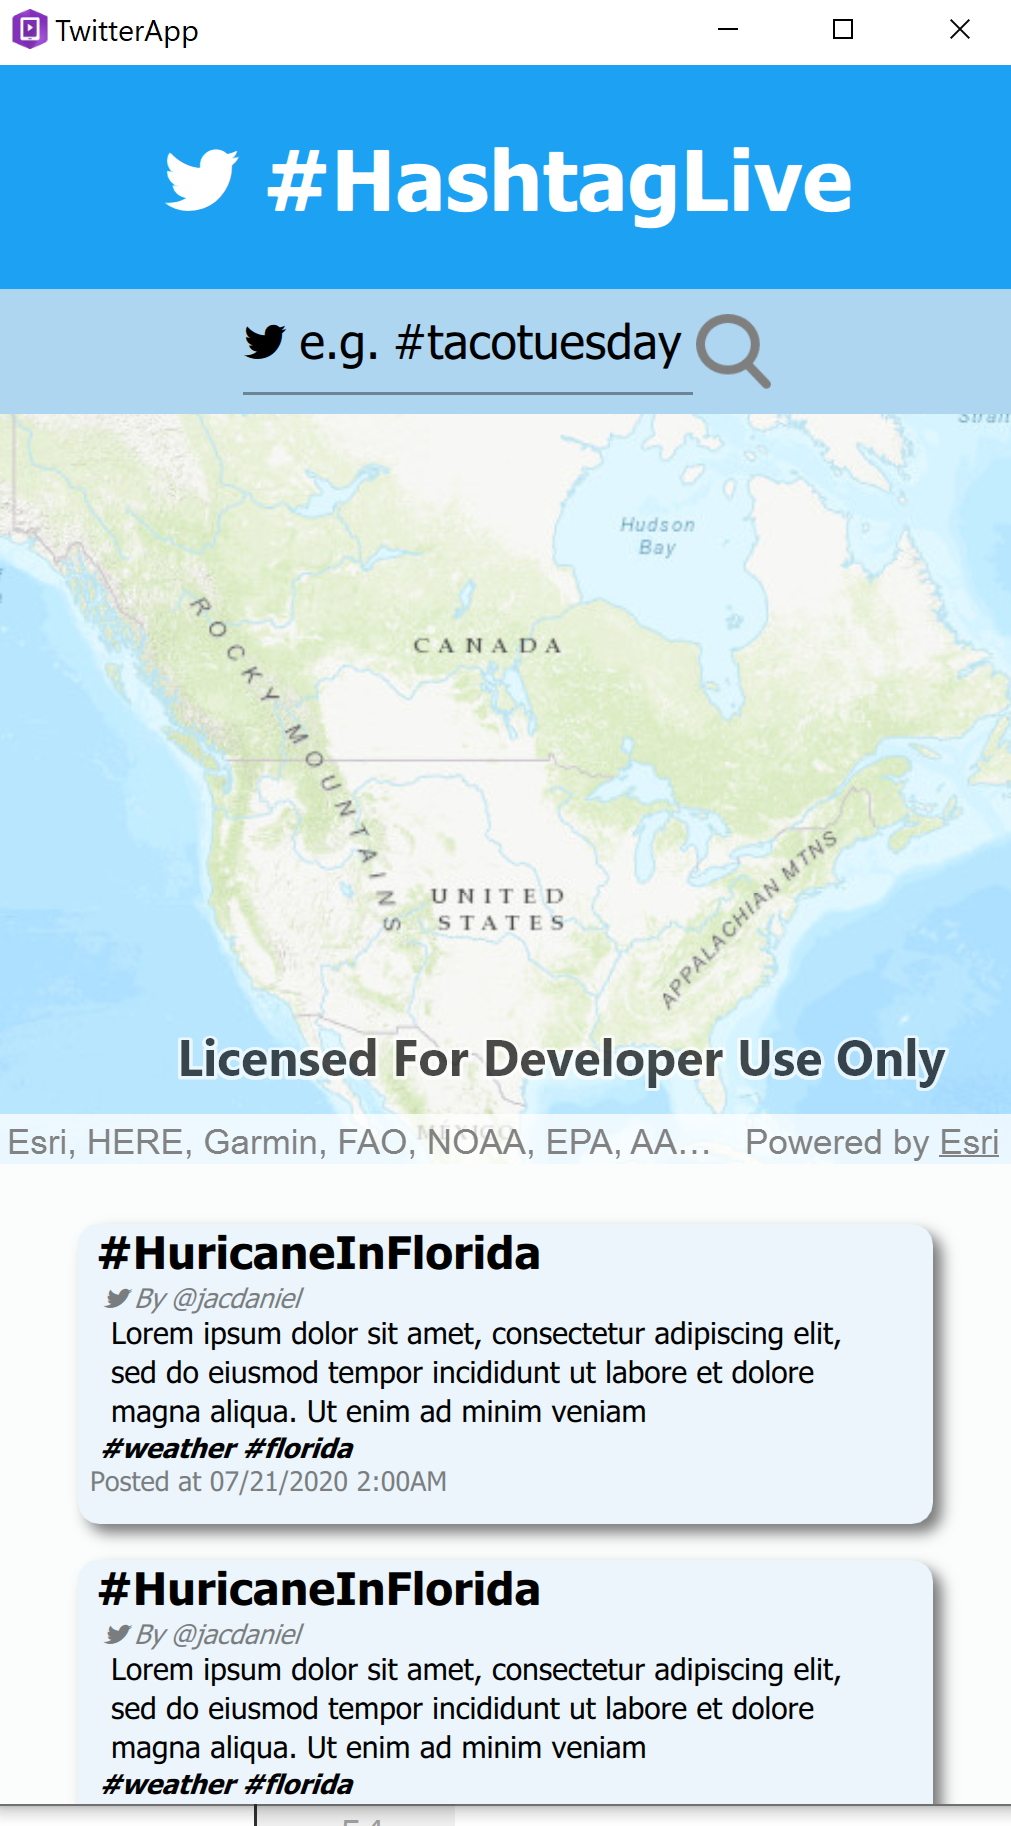 TwitterApp
#HashtagLive
e.g. #tacotuesday
Hudson
Bay
ROCKY MOUNTAINS
CANADA
UNITED
STATES
APPALACHIAN MTNS
Licensed For Developer Use Only
MÉXICO
Esri, HERE, Garmin, FAO, NOAA, EPA, AA... Powered by Esri
#HuricaneInFlorida
By @jacdaniel
Lorem ipsum dolor sit amet, consectetur adipiscing elit,
sed do eiusmod tempor incididunt ut labore et dolore
magna aliqua. Ut enim ad minim veniam
#weather #florida
Posted at 07/21/2020 2:00AM
#HuricaneInFlorida
By @jacdaniel
Lorem ipsum dolor sit amet, consectetur adipiscing elit,
sed do eiusmod tempor incididunt ut labore et dolore
magna aliqua. Ut enim ad minim veniam
#weather #florida